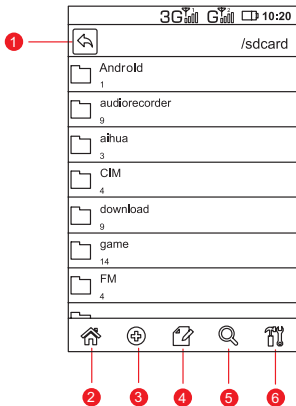 3G G 10:20
1
/sdcard
Android
1
audiorecorder
9
aihua
3
CIM
4
download
9
game
14
FM
4
2 3 4 5 6